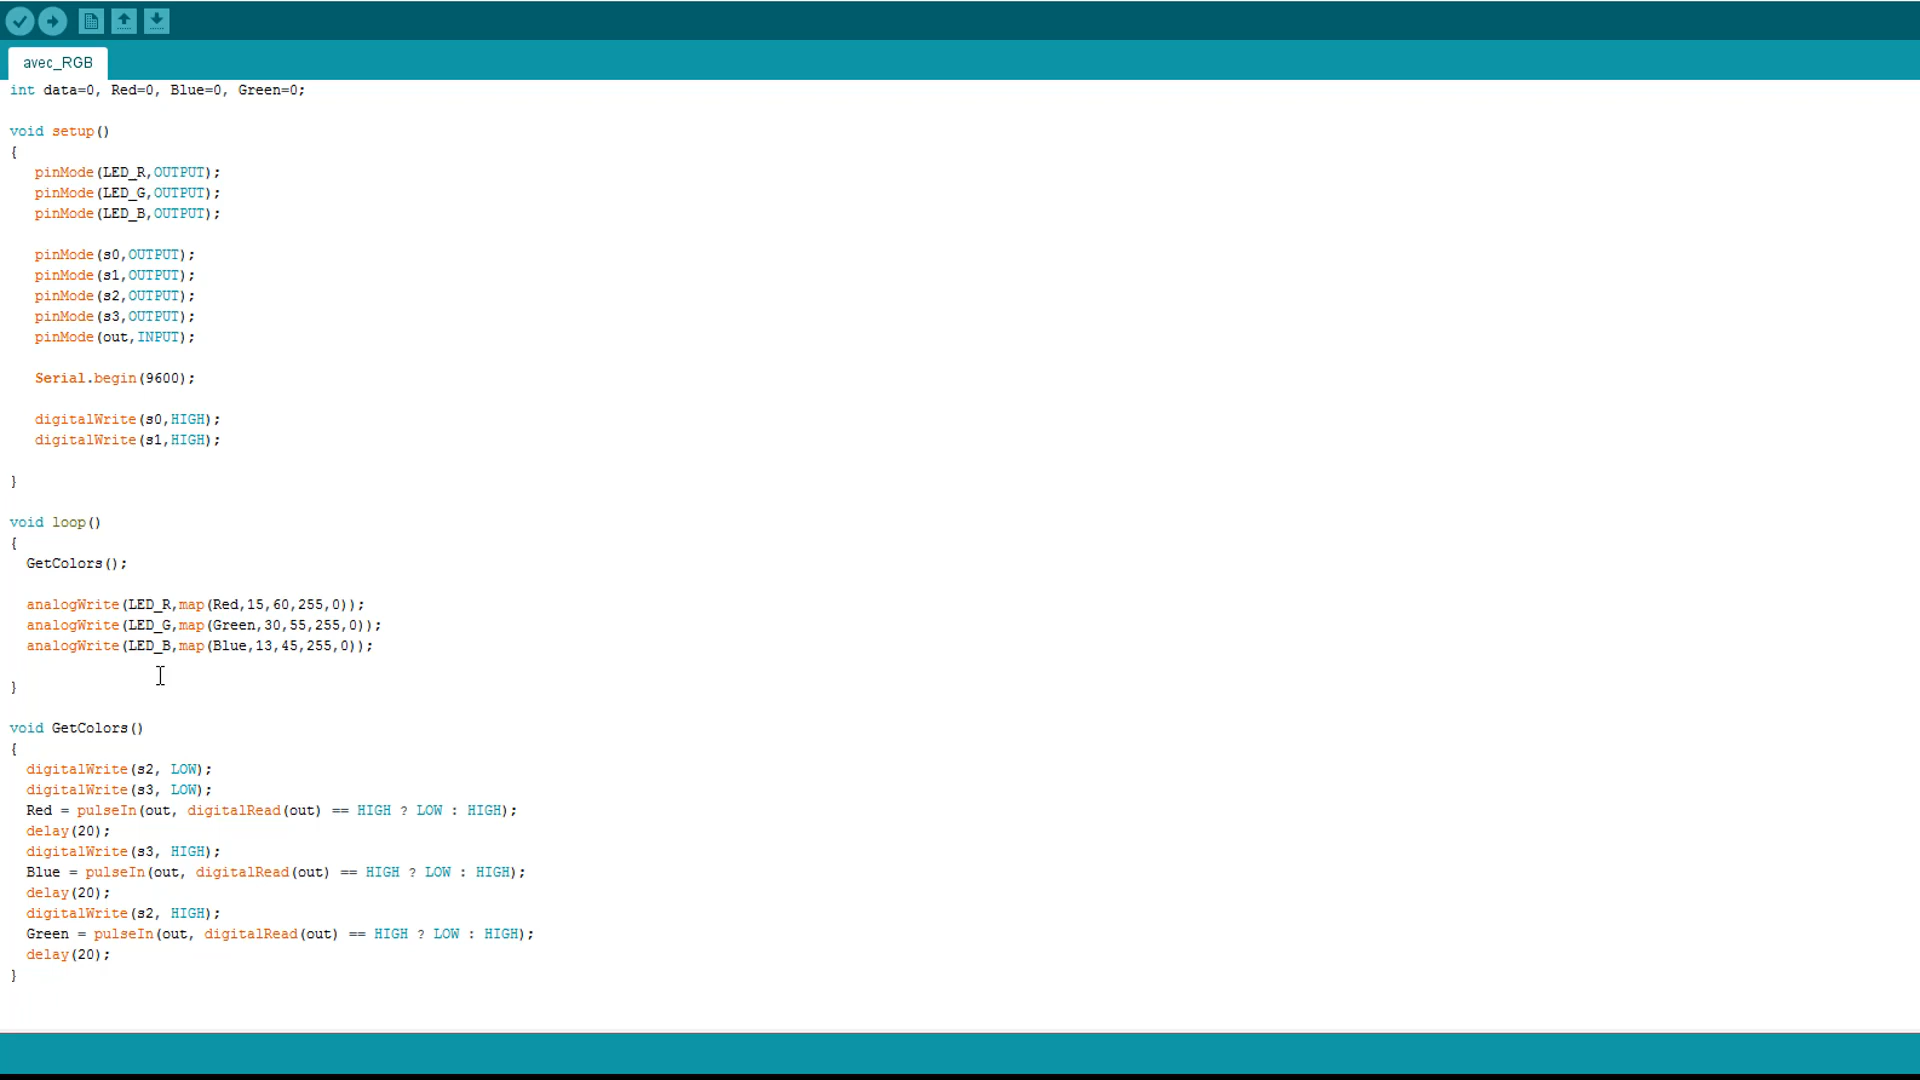 avec_RGB
int data=0, Red=0, Blue=0, Green=0;
void setup()
{
pinMode(LED_R,OUTPUT);
pinMode(LED_G,OUTPUT);
pinMode(LED_B,OUTPUT);
pinMode(s0,OUTPUT);
pinMode(s1,OUTPUT);
pinMode(s2,OUTPUT);
pinMode(s3,OUTPUT);
pinMode(out,INPUT);
Serial.begin(9600);
digitalWrite(s0,HIGH);
digitalWrite(s1,HIGH);
}
void loop()
{
GetColors();
analogWrite(LED_R,map(Red,15,60,255,0));
analogWrite(LED_G,map(Green,30,55,255,0));
analogWrite(LED_B,map(Blue,13,45,255,0));
}
void GetColors()
{
digitalWrite(s2, LOW);
digitalWrite(s3, LOW);
Red = pulseIn(out, digitalRead(out) == HIGH ? LOW : HIGH);
delay(20);
digitalWrite(s3, HIGH);
Blue = pulseIn(out, digitalRead(out) == HIGH ? LOW : HIGH);
delay(20);
digitalWrite(s2, HIGH);
Green = pulseIn(out, digitalRead(out) == HIGH ? LOW : HIGH);
delay(20);
}